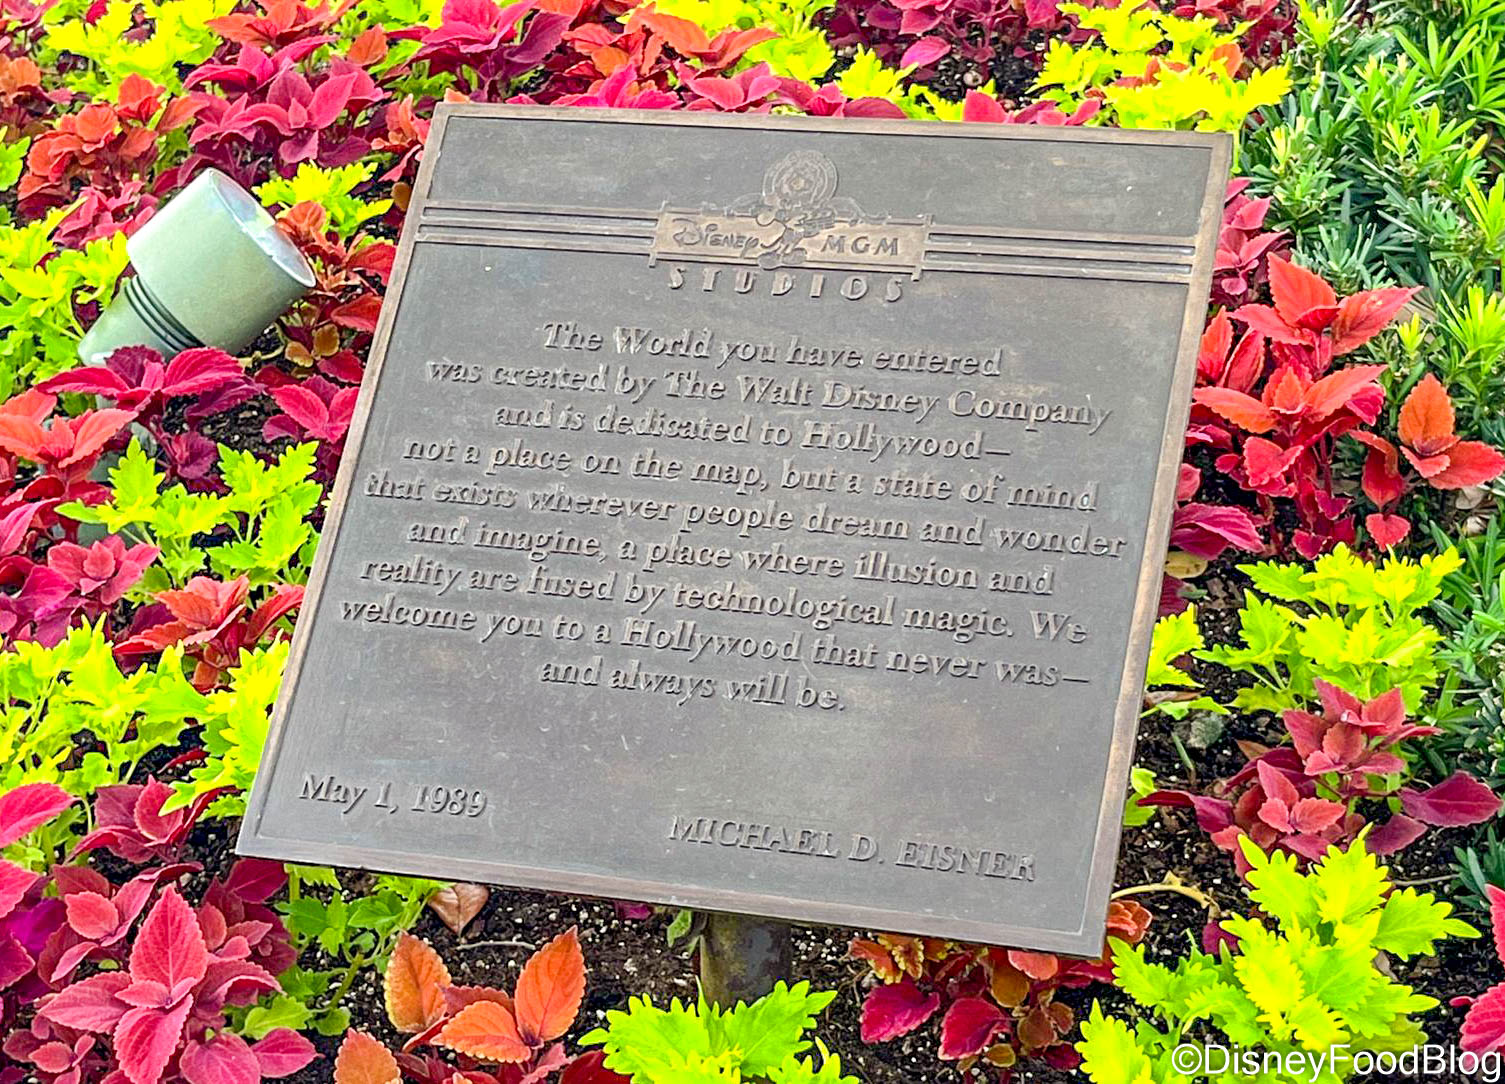 Disney MGM
STUDIOS
The World you have entered
was created by The Walt Disney Company
and is dedicated to Hollywood—
not a place on the map, but a state of mind
that exists wherever people dream and wonder
and imagine, a place where illusion and
reality are fused by technological magic. We
welcome you to a Hollywood that never was—
and always will be.
May 1, 1989
MICHAEL D. EISNER
©DisneyFoodBlog